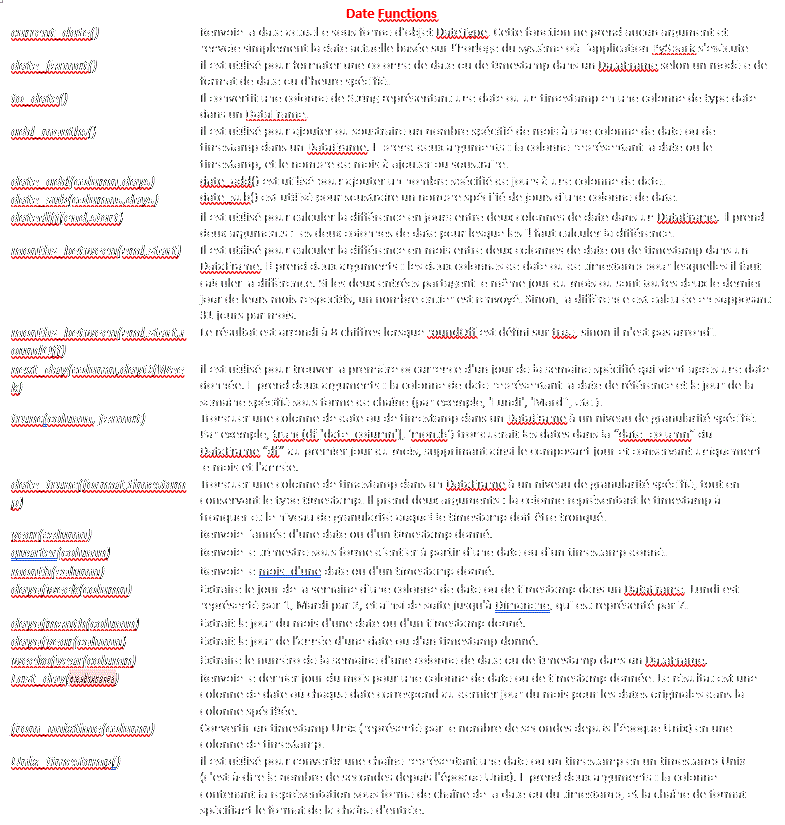 Date Functions
current_date() Renvoie la date actuelle sous forme d'objet DateType. Cette fonction ne prend aucun argument et
renvoie simplement la date actuelle basée sur l'horloge du système où l'application PySpark s'exécute
date_format() il est utilisé pour formater une colonne de date ou de timestamp dans un Dataframe selon un modèle de
format de date ou d'heure spécifié.
to_date() Il convertit une colonne de String représentant une date ou un timestamp en une colonne de type date
dans un Dataframe.
add_months() il est utilisé pour ajouter ou soustraire un nombre spécifié de mois à une colonne de date ou de
timestamp dans un Dataframe. Il prend deux arguments : la colonne représentant la date ou le
timestamp, et le nombre de mois à ajouter ou soustraire.
date_add(column,days) date_add() est utilisé pour ajouter un nombre spécifié de jours à une colonne de date.
date_sub(column,days) date_sub() est utilisé pour soustraire un nombre spécifié de jours d'une colonne de date.
datediff(end,start) il est utilisé pour calculer la différence en jours entre deux colonnes de date dans un Dataframe. Il prend
deux arguments : les deux colonnes de date pour lesquelles il faut calculer la différence.
months_between(end,start) Il est utilisé pour calculer la différence en mois entre deux colonnes de date ou de timestamp dans un
DataFrame. Il prend deux arguments : les deux colonnes de date ou de timestamp pour lesquelles il faut
calculer la différence. Si les deux entrées partagent le même jour du mois ou sont toutes deux le dernier
jour de leurs mois respectifs, un nombre entier est renvoyé. Sinon, la différence est calculée en supposant
31 jours par mois.
months_between(end,start,r Le résultat est arrondi à 8 chiffres lorsque roundOff est défini sur true, sinon il n'est pas arrondi.
oundOff)
next_day(column,dayOfWee il est utilisé pour trouver la première occurrence d'un jour de la semaine spécifié qui vient après une date
k) donnée. Il prend deux arguments : la colonne de date représentant la date de référence et le jour de la
semaine spécifié sous forme de chaîne (par exemple, "Lundi", "Mardi", etc.).
trunc(column, format) Tronquer une colonne de date ou de timestamp dans un DataFrame à un niveau de granularité spécifié.
Par exemple, trunc(df["date_column"], "month") tronquerait les dates dans la "date_column" du
DataFrame "df" au premier jour du mois, supprimant ainsi le composant jour et conservant uniquement
le mois et l'année.
date_trunc(format,timestam Tronquer une colonne de timestamp dans un DataFrame à un niveau de granularité spécifié, tout en
p) conservant le type timestamp. Il prend deux arguments : la colonne représentant le timestamp à
tronquer et le niveau de granularité auquel le timestamp doit être tronqué.
year(column) Renvoie l'année d'une date ou d'un timestamp donné.
quarter(column) Renvoie le trimestre sous forme d'entier à partir d'une date ou d'un timestamp donné.
month(column) Renvoie le mois d'une date ou d'un timestamp donné.
dayofweek(column) Extraire le jour de la semaine d'une colonne de date ou de timestamp dans un Dataframe. Lundi est
représenté par 1, Mardi par 2, et ainsi de suite jusqu'à Dimanche, qui est représenté par 7.
dayofmonth(column) Extrait le jour du mois d'une date ou d'un timestamp donné.
dayofyear(column) Extrait le jour de l'année d'une date ou d'un timestamp donné.
weekofyear(column) Extrait le numéro de la semaine d'une colonne de date ou de timestamp dans un Dataframe.
last_day( Renvoie le dernier jour du mois pour une colonne de date ou de timestamp donnée. Le résultat est une
colonne de date où chaque date correspond au dernier jour du mois pour les dates originales dans la
colonne spécifiée.
from_unixtime(column) Convertir un timestamp Unix (représenté par le nombre de secondes depuis l'époque Unix) en une
colonne de timestamp.
Unix_timestamp() il est utilisé pour convertir une chaîne représentant une date ou un timestamp en un timestamp Unix
(c'est-à-dire le nombre de secondes depuis l'époque Unix). Il prend deux arguments : la colonne
contenant la représentation sous forme de chaîne de la date ou du timestamp, et la chaîne de format
spécifiant le format de la chaîne d'entrée.